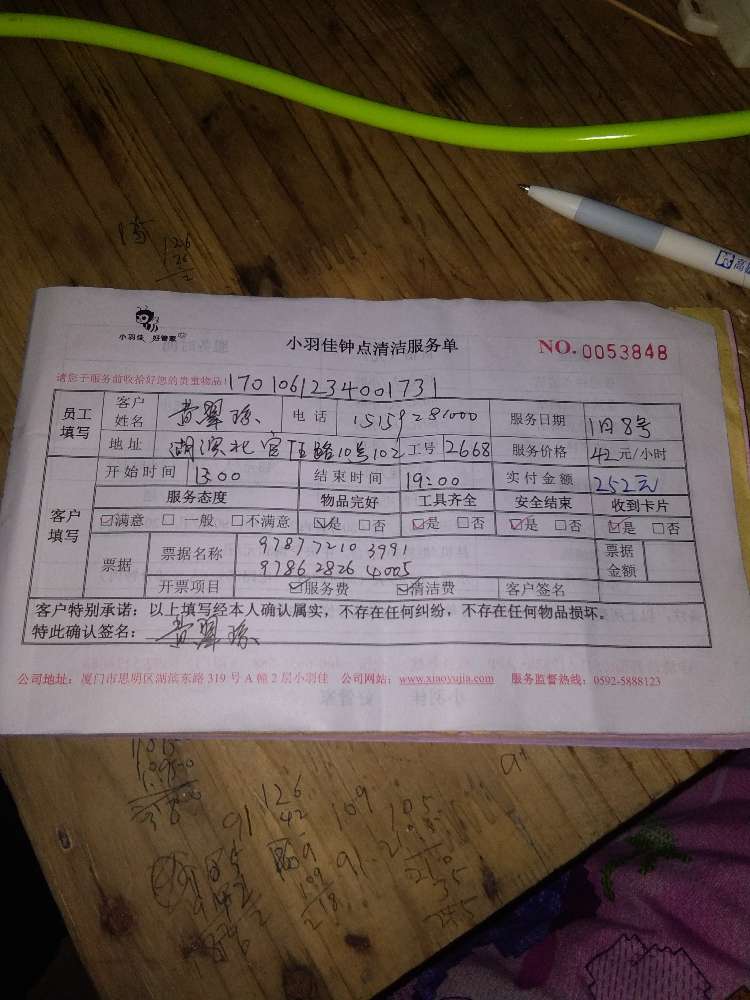 小羽佳 好管家
小羽佳钟点清洁服务单
NO. 0053848
请您于服务前收拾好您的贵重物品! 1701061234001731
员工填写 客户姓名 黄翠琼 电话 15159281000 服务日期 1月8号
地址 湖滨北官任路10号102 工号 2668 服务价格 42元/小时
客户填写 开始时间 13:00 结束时间 19:00 实付金额 252元
服务态度 物品完好 工具齐全 安全结束 收到卡片
☑满意 □一般 □不满意 ☑是 □否 ☑是 □否 ☑是 □否 ☑是 □否
票据 票据名称 9787 7210 3991 票据金额
9786 2826 4005
开票项目 ☑服务费 ☑清洁费 客户签名
客户特别承诺:以上填写经本人确认属实,不存在任何纠纷,不存在任何物品损坏。
特此确认签名:黄翠琼
公司地址:厦门市思明区湖滨东路 319 号 A 幢 2 层小羽佳 公司网站:www.xiaoyujia.com 服务监督热线:0592-5888123
126
42
109
105
91